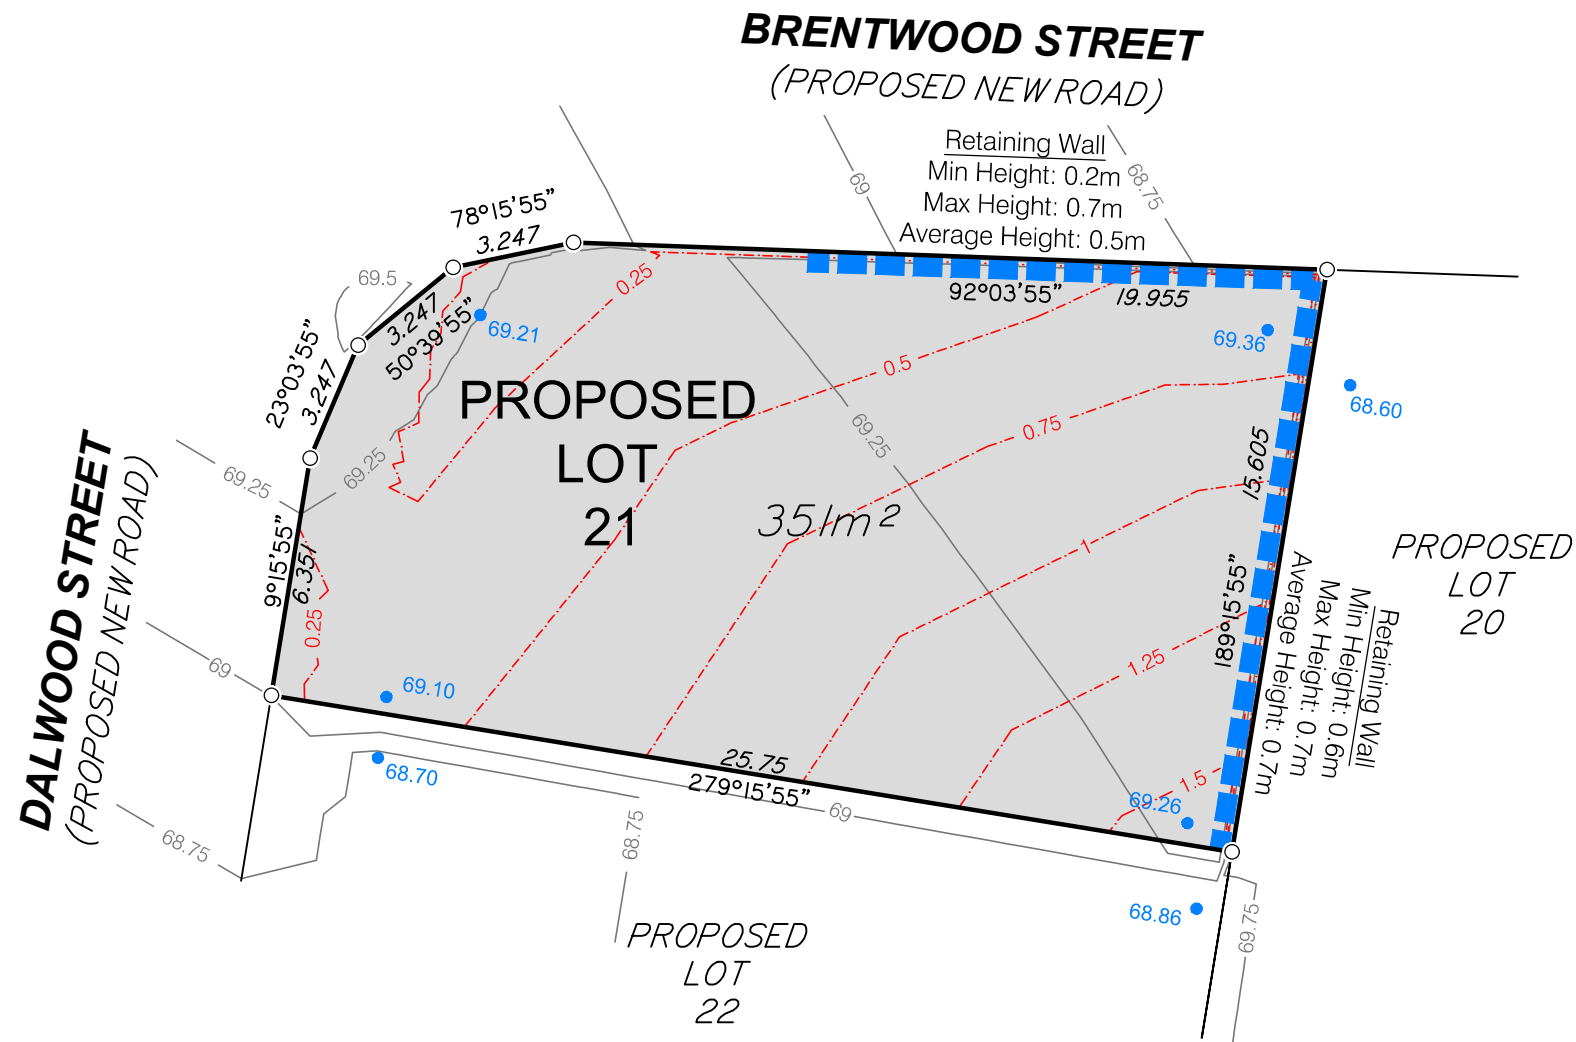 BRENTWOOD STREET
(PROPOSED NEW ROAD)
Retaining Wall
Min Height: 0.2m
Max Height: 0.7m
Average Height: 0.5m
69
68.75
78°15'55"
3.247
69.5
3.247
50°39'55"
23°03'55"
3.247
0.25
69.21
92°03'55"
19.955
69.36
68.60
0.5
0.75
69.25
69.25
69.25
PROPOSED
LOT
21
351m²
15.605
189°15'55"
1
1.25
1.5
Retaining Wall
Min Height: 0.6m
Max Height: 0.7m
Average Height: 0.7m
PROPOSED
LOT
20
DALWOOD STREET
(PROPOSED NEW ROAD)
9°15'55"
6.351
0.25
69
69.10
68.70
68.75
25.75
279°15'55"
69
68.75
69.26
68.86
69.75
PROPOSED
LOT
22